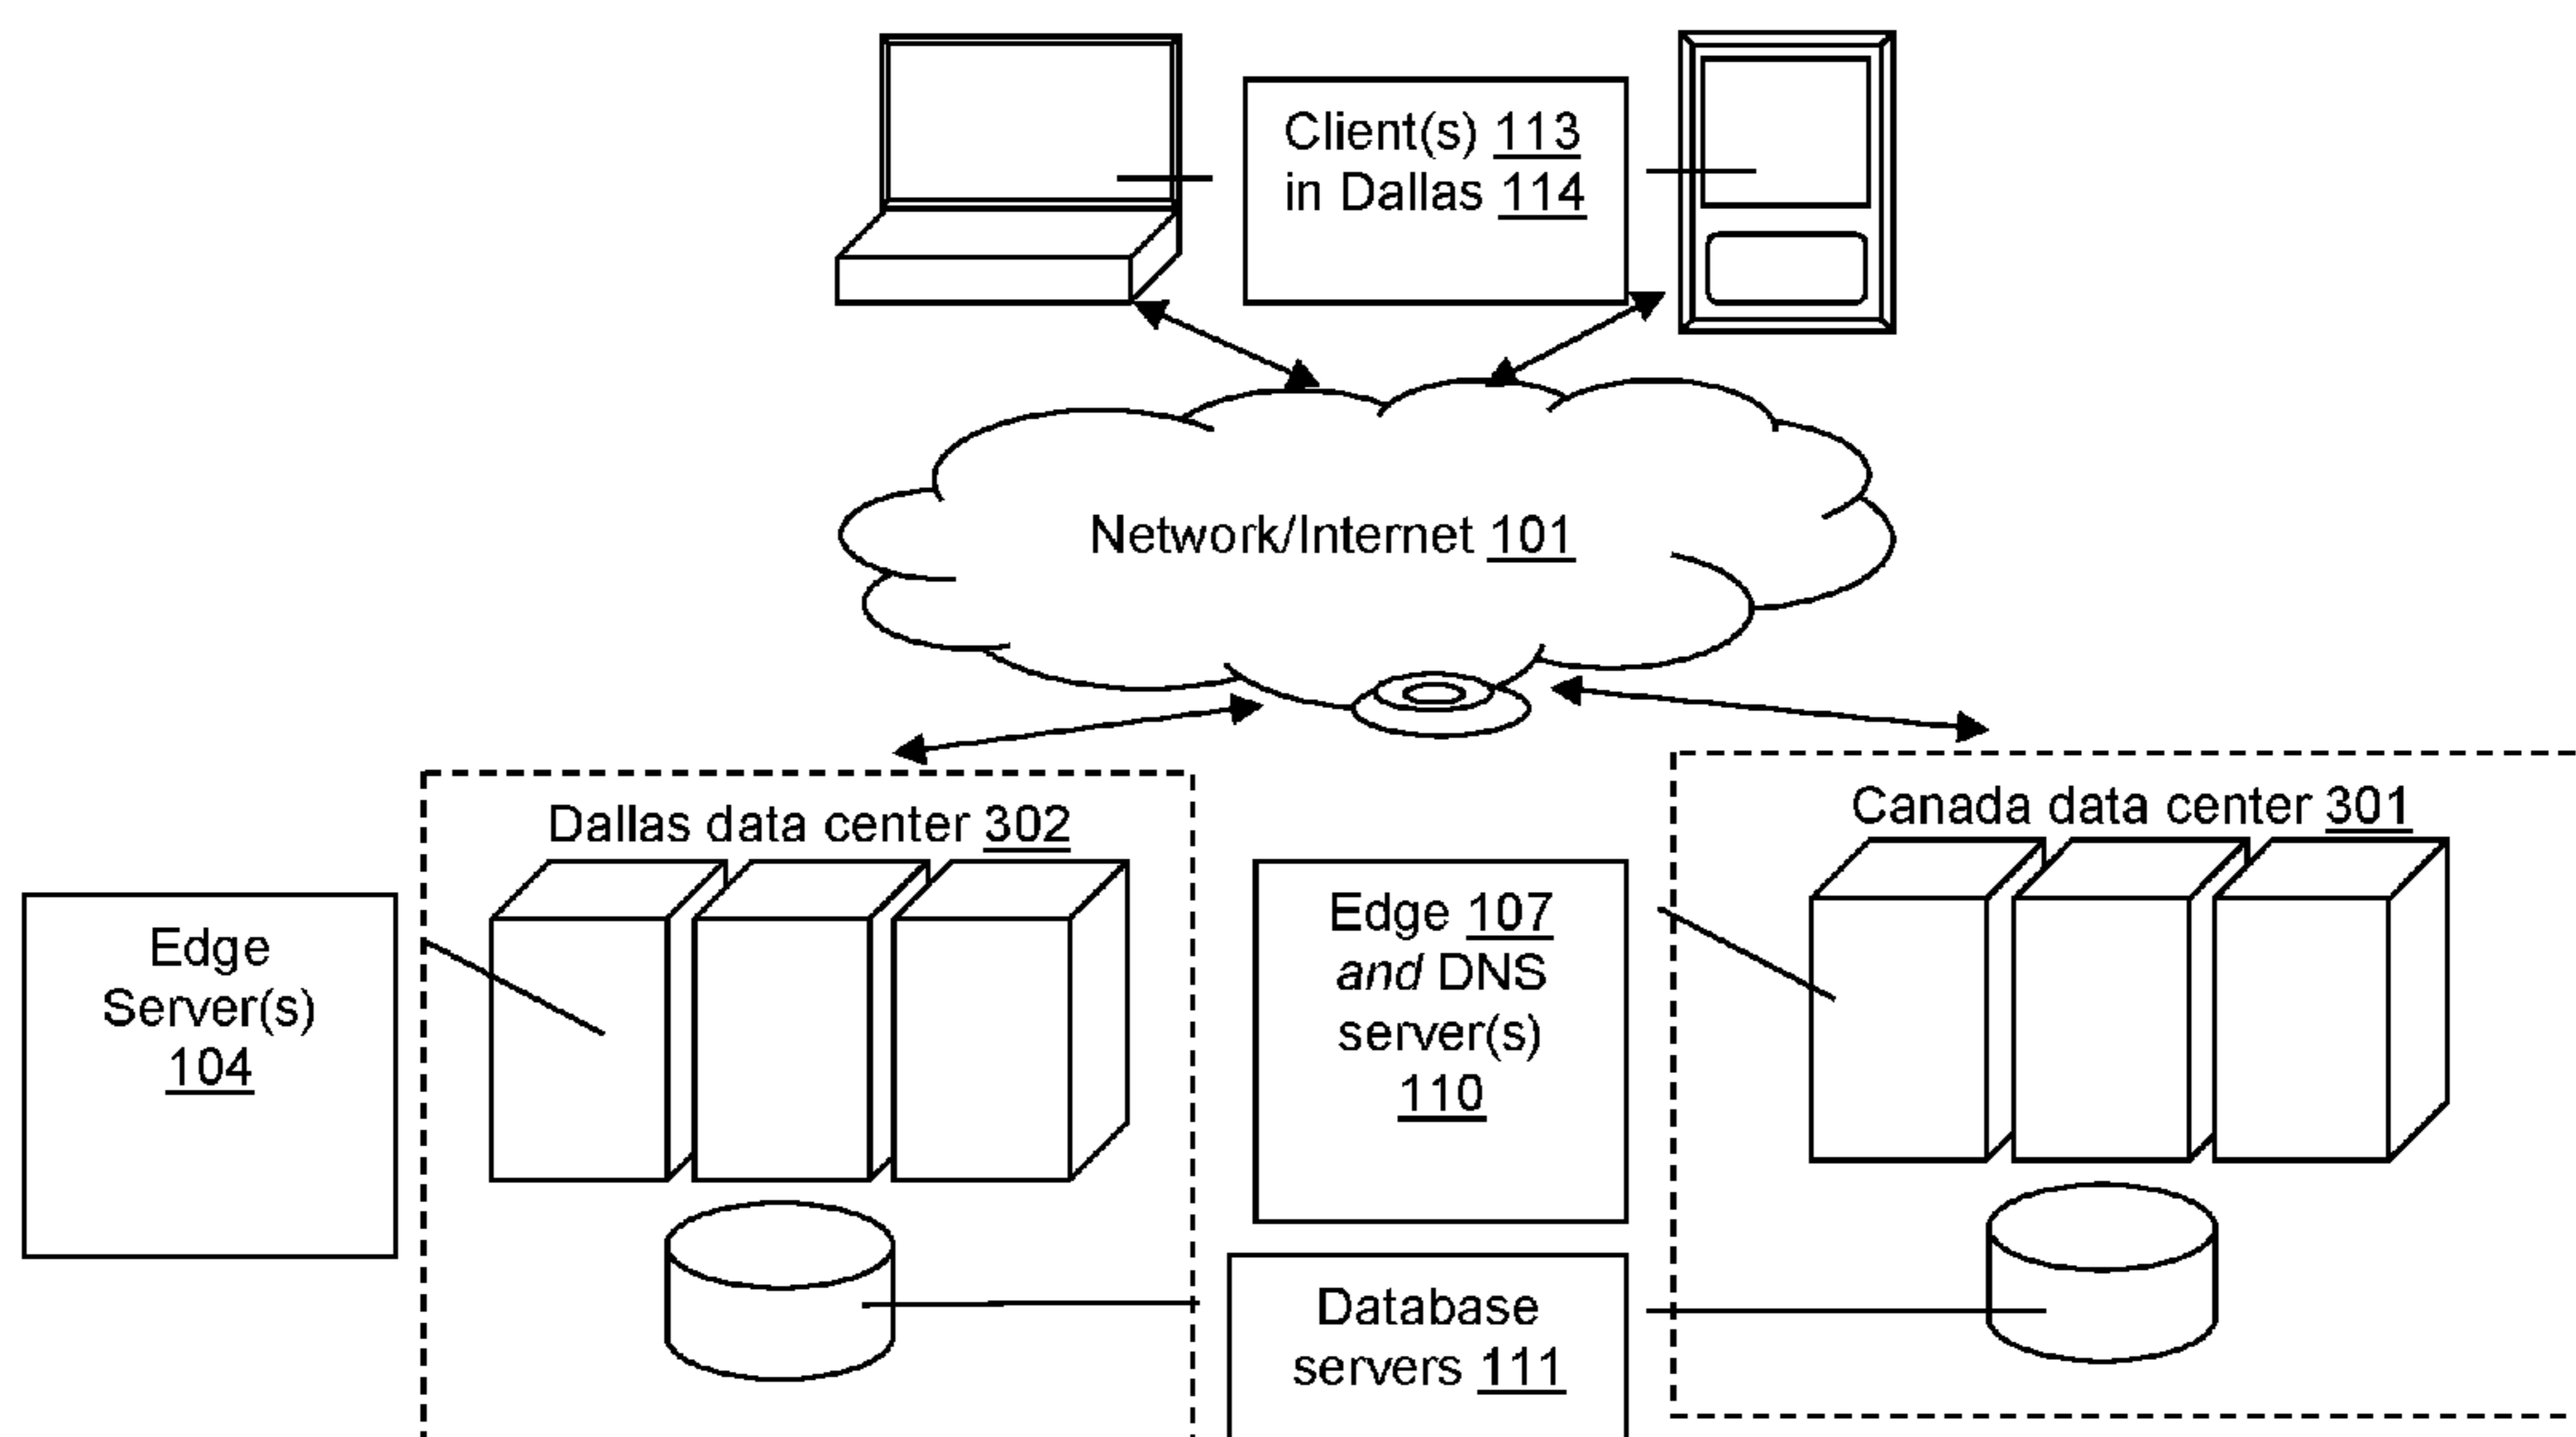 Client(s) 113
in Dallas 114
Network/Internet 101
Dallas data center 302
Canada data center 301
Edge
Server(s)
104
Edge 107
and DNS
server(s)
110
Database
servers 111